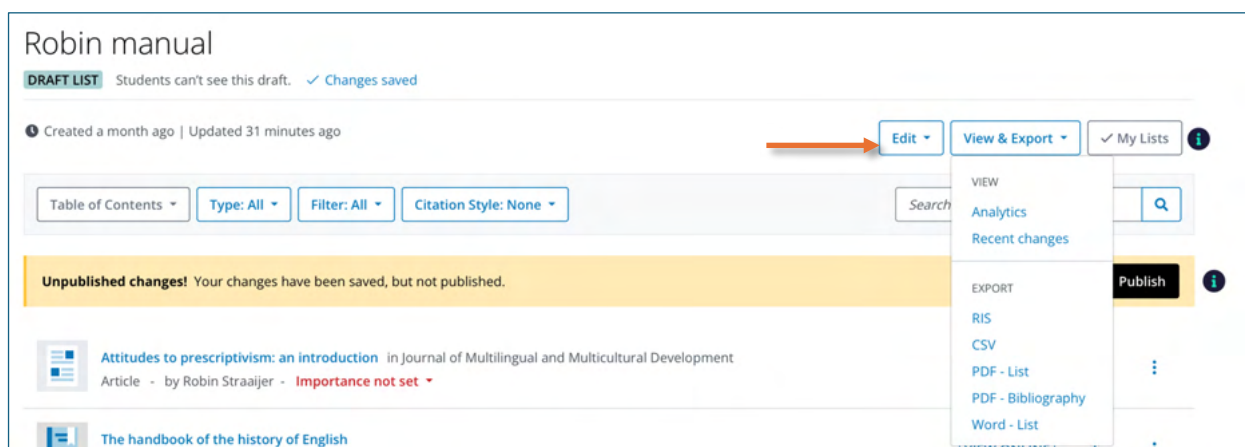 Robin manual
DRAFT LIST Students can't see this draft. ✓ Changes saved
Created a month ago | Updated 31 minutes ago
Edit View & Export ✓ My Lists
Table of Contents Type: All Filter: All Citation Style: None Search
VIEW
Analytics
Recent changes
Unpublished changes! Your changes have been saved, but not published. Publish
EXPORT
RIS
CSV
PDF - List
PDF - Bibliography
Word - List
Attitudes to prescriptivism: an introduction in Journal of Multilingual and Multicultural Development
Article - by Robin Straaijer - Importance not set
The handbook of the history of English